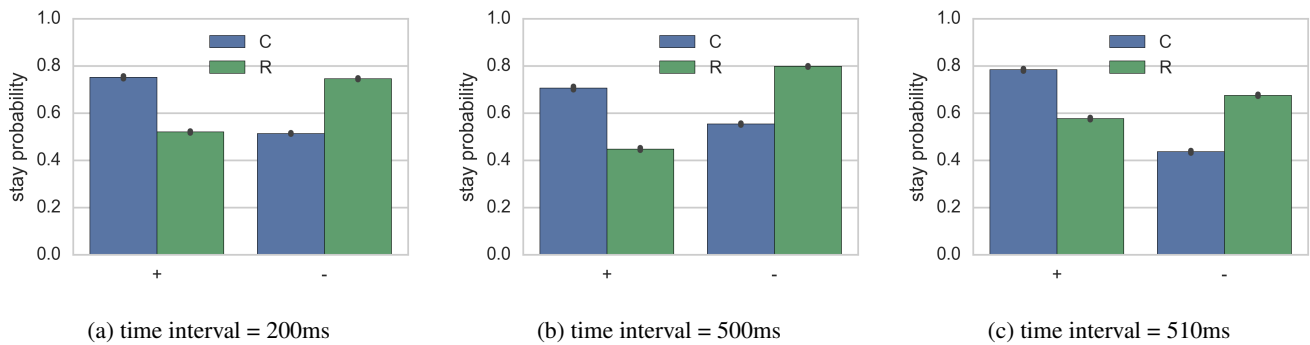 1.0
0.8
0.6
0.4
0.2
0.0
stay probability
C
R
+
-
(a) time interval = 200ms
1.0
0.8
0.6
0.4
0.2
0.0
stay probability
C
R
+
-
(b) time interval = 500ms
1.0
0.8
0.6
0.4
0.2
0.0
stay probability
C
R
+
-
(c) time interval = 510ms